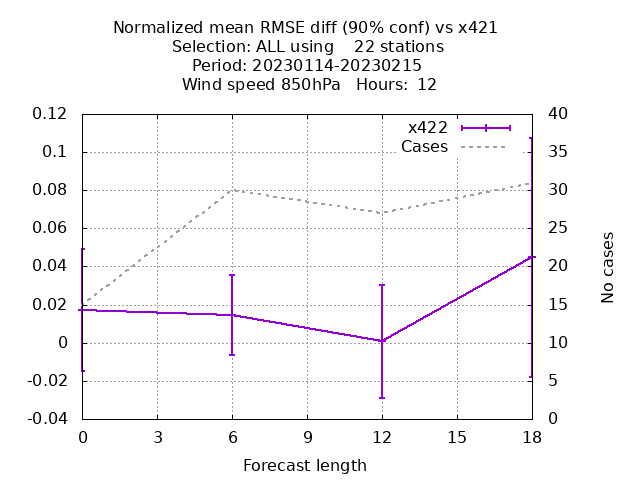 Normalized mean RMSE diff (90% conf) vs x421
Selection: ALL using    22 stations
Period: 20230114-20230215
Wind speed 850hPa   Hours:  12
0.12
0.1
0.08
0.06
0.04
0.02
0
-0.02
-0.04
x422
Cases
40
35
30
25
20
15
10
5
0
No cases
0 3 6 9 12 15 18
Forecast length